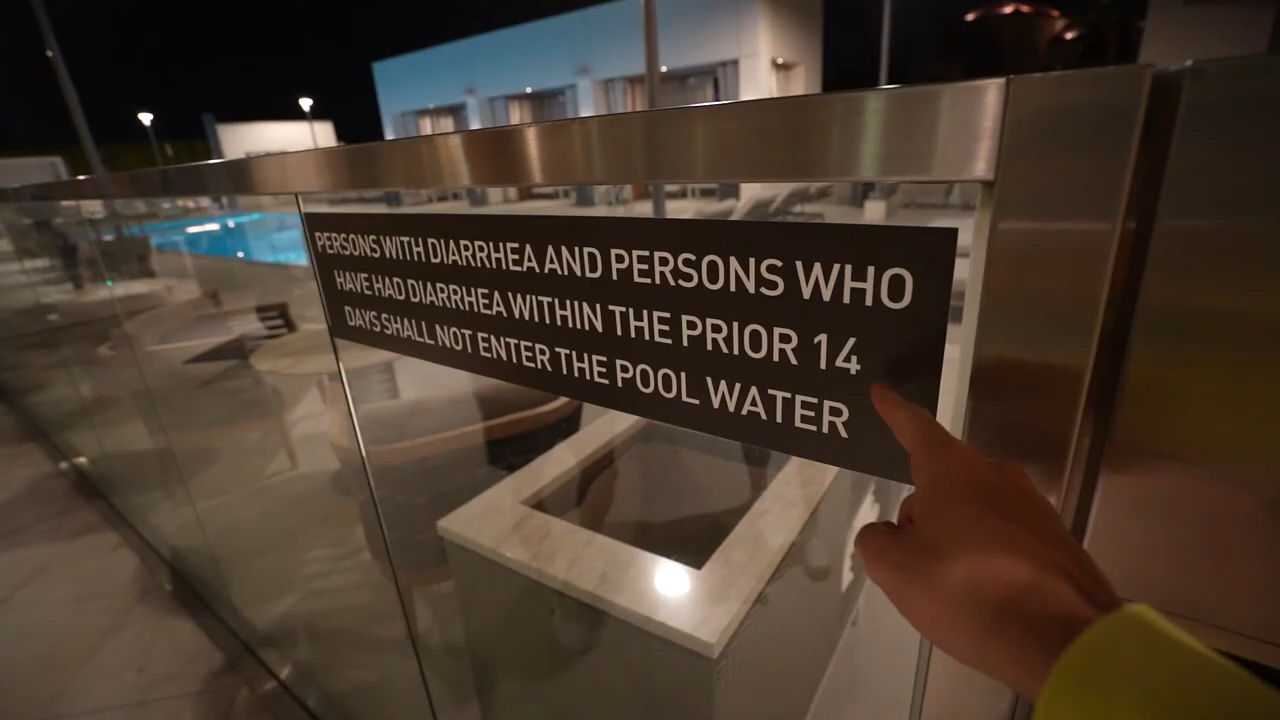 PERSONS WITH DIARRHEA AND PERSONS WHO
HAVE HAD DIARRHEA WITHIN THE PRIOR 14
DAYS SHALL NOT ENTER THE POOL WATER